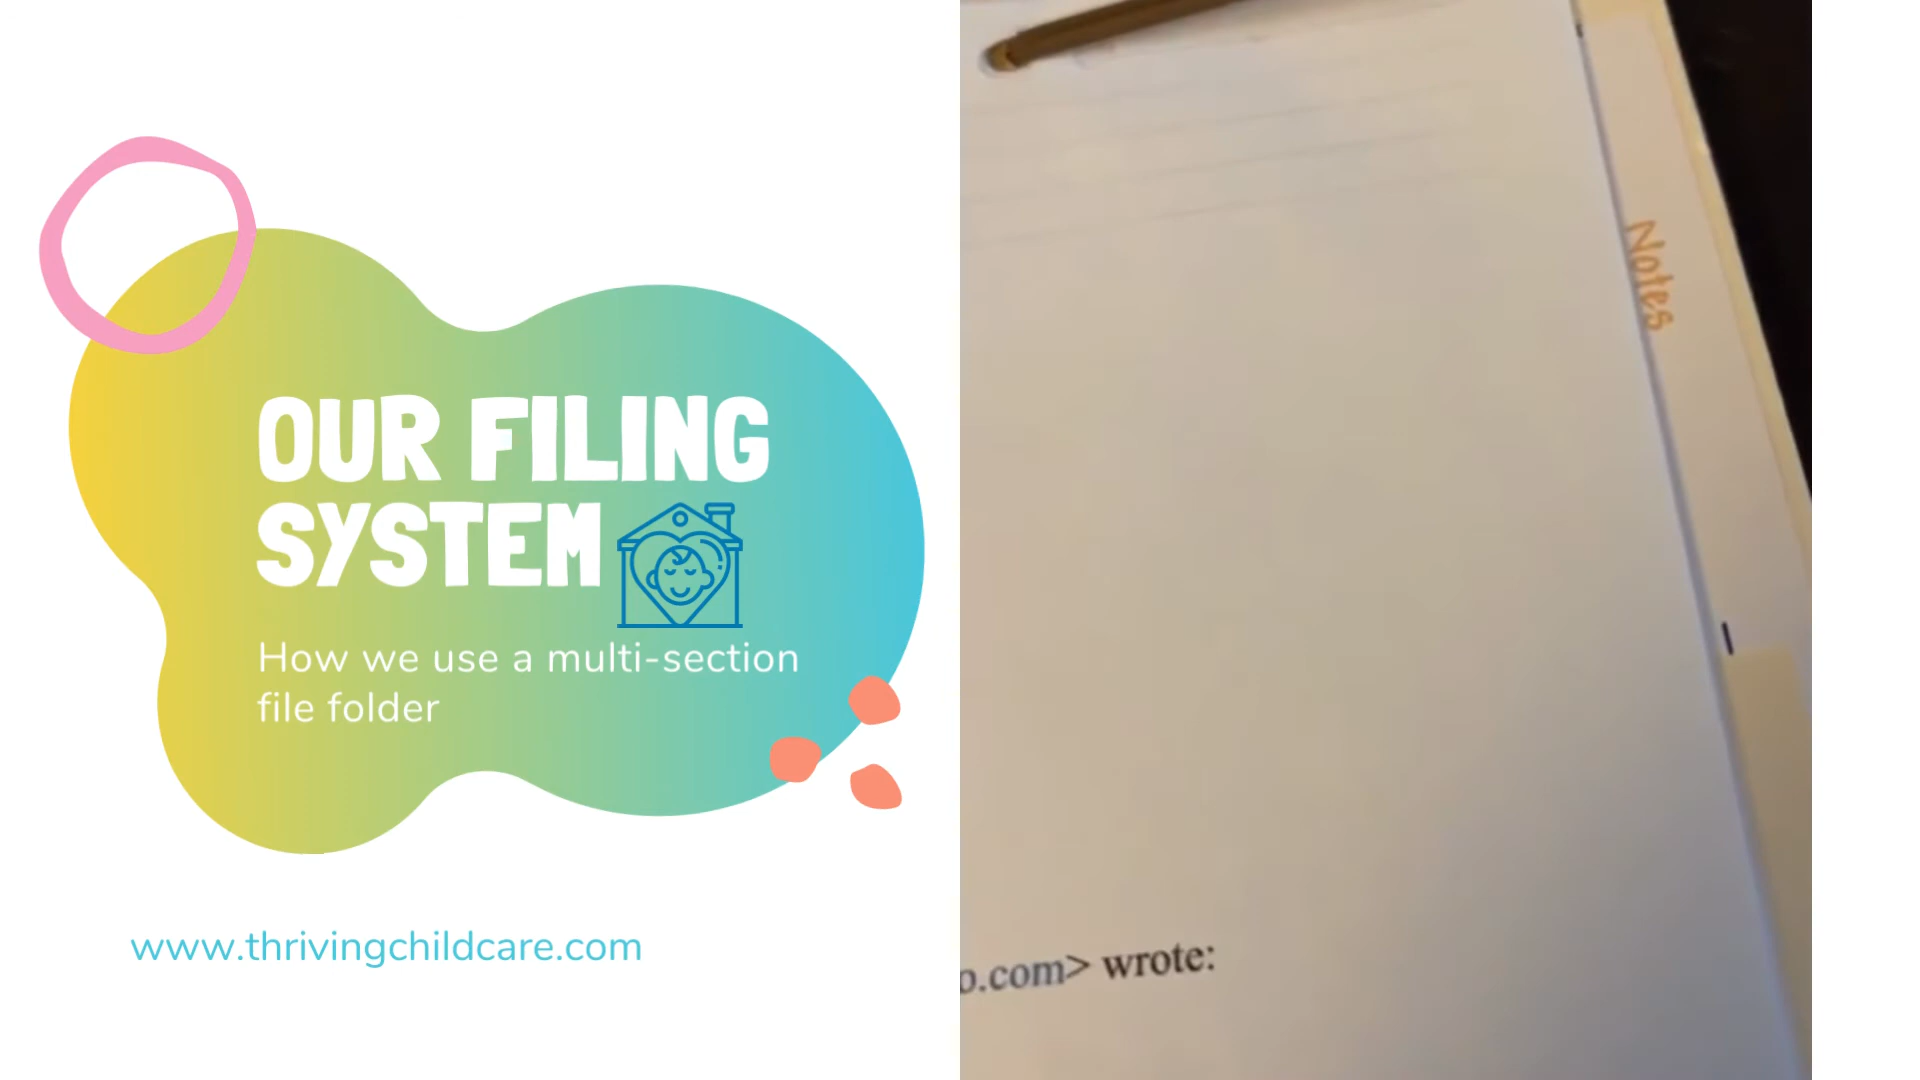 OUR FILING
SYSTEM
How we use a multi-section
file folder
www.thrivingchildcare.com
Notes
o.com> wrote: